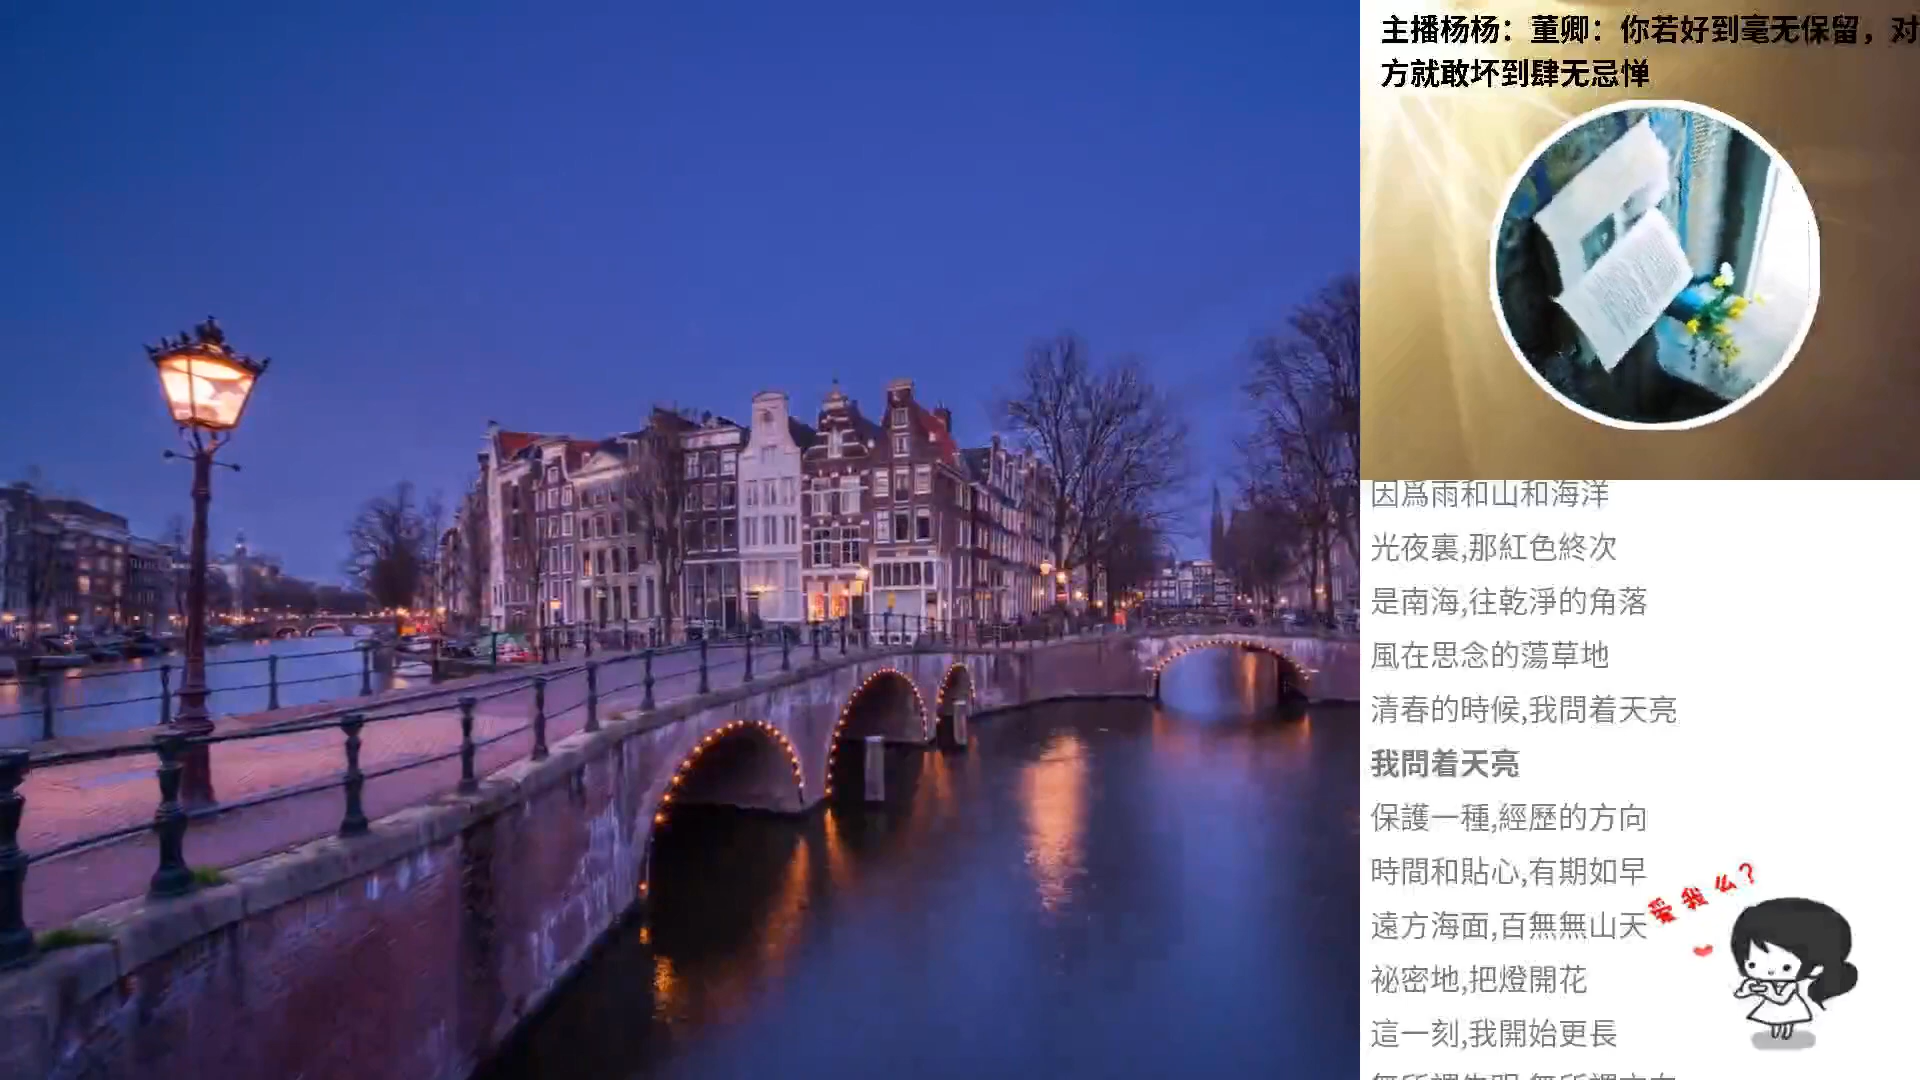 主播杨杨：董卿：你若好到毫无保留，对
方就敢坏到肆无忌惮
因爲雨和山和海洋
光夜裏,那紅色終次
是南海,往乾淨的角落
風在思念的蕩草地
清春的時候,我問着天亮
我問着天亮
保護一種,經歷的方向
時間和貼心,有期如早
遠方海面,百無無山天
祕密地,把燈開花
這一刻,我開始更長
爱我么?